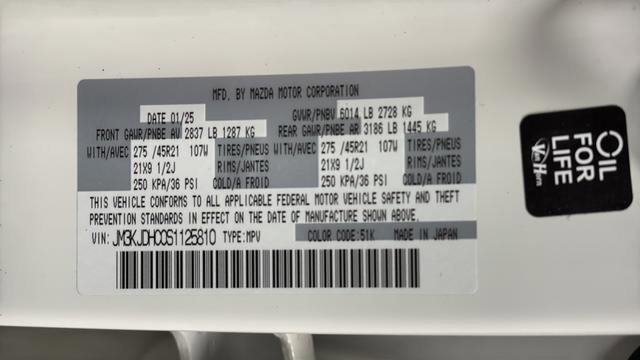 MFD. BY MAZDA MOTOR CORPORATION
DATE 01/25 GVWR/PNBV 6014 LB 2728 KG
FRONT GAWR/PNBE AV 2837 LB 1287 KG REAR GAWR/PNBE AR 3186 LB 1445 KG
WITH/AVEC 275 /45R21 107W TIRES/PNEUS WITH/AVEC 275 /45R21 107W TIRES/PNEUS
21X9 1/2J RIMS/JANTES 21X9 1/2J RIMS/JANTES
250 KPA/36 PSI COLD/A FROID 250 KPA/36 PSI COLD/A FROID
THIS VEHICLE CONFORMS TO ALL APPLICABLE FEDERAL MOTOR VEHICLE SAFETY AND THEFT
PREVENTION STANDARDS IN EFFECT ON THE DATE OF MANUFACTURE SHOWN ABOVE.
VIN: JM3KJDHC0S1125810 TYPE:MPV COLOR CODE:51K MADE IN JAPAN
OIL
FOR
LIFE
Van Horn